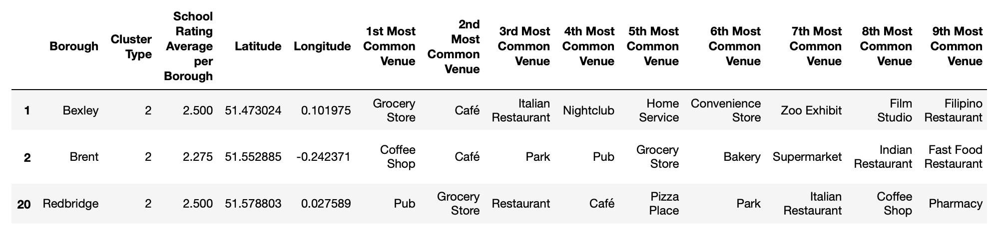 Borough Cluster Type School Rating Average per Borough Latitude Longitude 1st Most Common Venue 2nd Most Common Venue 3rd Most Common Venue 4th Most Common Venue 5th Most Common Venue 6th Most Common Venue 7th Most Common Venue 8th Most Common Venue 9th Most Common Venue
1 Bexley 2 2.500 51.473024 0.101975 Grocery Store Café Italian Restaurant Nightclub Home Service Convenience Store Zoo Exhibit Film Studio Filipino Restaurant
2 Brent 2 2.275 51.552885 -0.242371 Coffee Shop Café Park Pub Grocery Store Bakery Supermarket Indian Restaurant Fast Food Restaurant
20 Redbridge 2 2.500 51.578803 0.027589 Pub Grocery Store Restaurant Café Pizza Place Park Italian Restaurant Coffee Shop Pharmacy